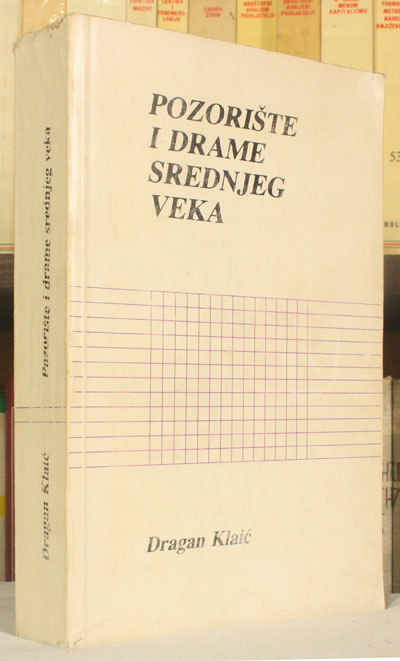 POZORIŠTE
I DRAME
SREDNJEG
VEKA
Dragan Klaić
Pozorište i drame srednjeg veka
Dragan Klaić